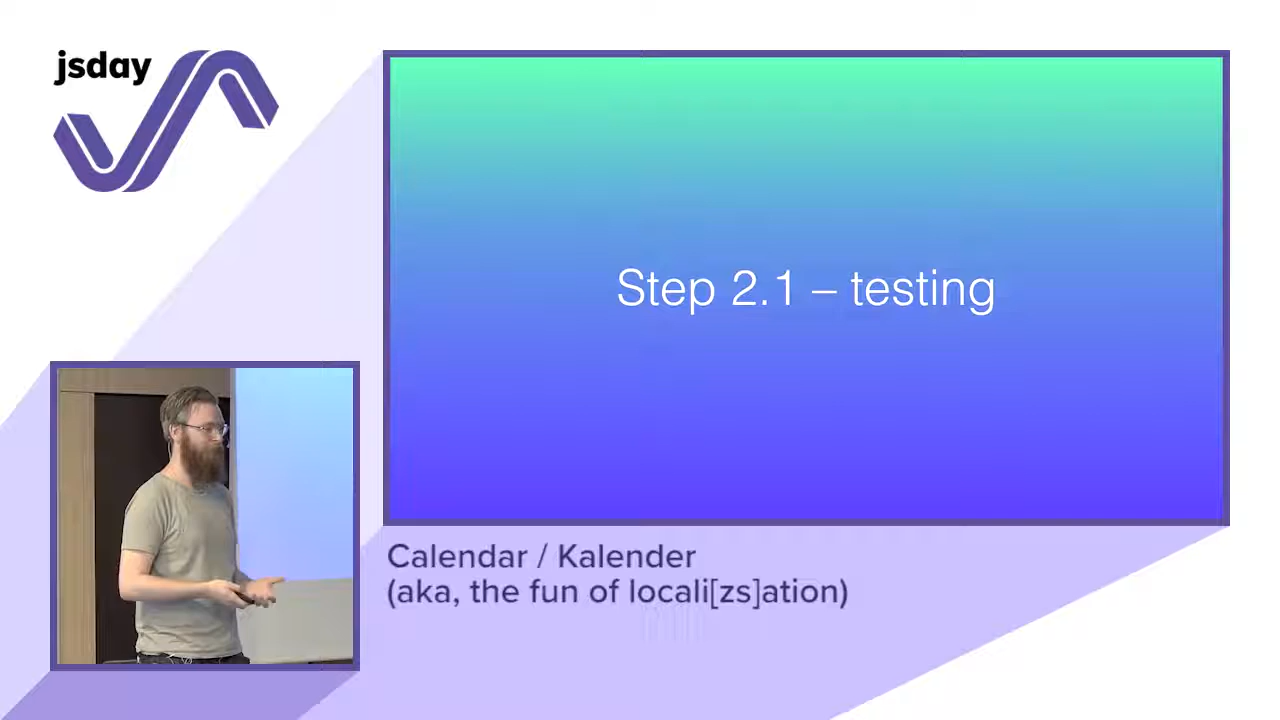 jsday
Step 2.1 – testing
Calendar / Kalender
(aka, the fun of locali[zs]ation)